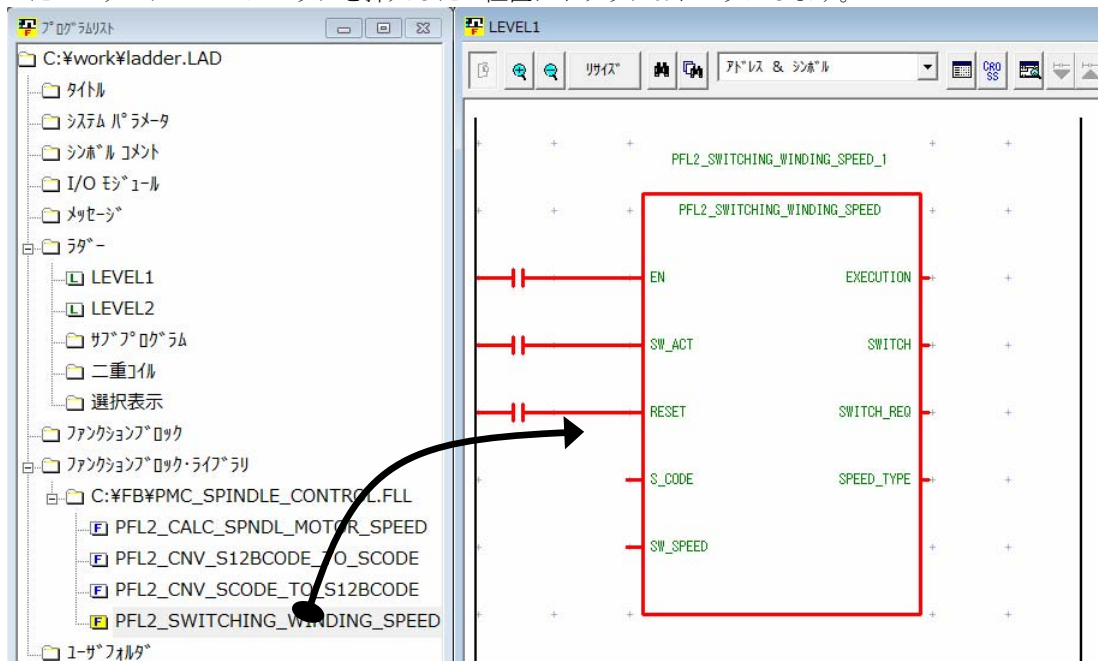 ﾌﾟﾛｸﾞﾗﾑﾘｽﾄ
C:¥work¥ladder.LAD
ﾀｲﾄﾙ
ｼｽﾃﾑ ﾊﾟﾗﾒｰﾀ
ｼﾝﾎﾞﾙ ｺﾒﾝﾄ
I/O ﾓｼﾞｭｰﾙ
ﾒｯｾｰｼﾞ
ﾗﾀﾞｰ
LEVEL1
LEVEL2
ｻﾌﾞﾌﾟﾛｸﾞﾗﾑ
二重ｺｲﾙ
選択表示
ﾌｧﾝｸｼｮﾝﾌﾞﾛｯｸ
ﾌｧﾝｸｼｮﾝﾌﾞﾛｯｸ･ﾗｲﾌﾞﾗﾘ
C:¥FB¥PMC_SPINDLE_CONTROL.FLL
PFL2_CALC_SPNDL_MOTOR_SPEED
PFL2_CNV_S12BCODE_TO_SCODE
PFL2_CNV_SCODE_TO_S12BCODE
PFL2_SWITCHING_WINDING_SPEED
ﾕｰｻﾞﾌｫﾙﾀﾞ
LEVEL1
ﾘｻｲｽﾞ
ｱﾄﾞﾚｽ & ｼﾝﾎﾞﾙ
CRO
SS
PFL2_SWITCHING_WINDING_SPEED_1
PFL2_SWITCHING_WINDING_SPEED
EN EXECUTION
SW_ACT SWITCH
RESET SWITCH_REQ
S_CODE SPEED_TYPE
SW_SPEED